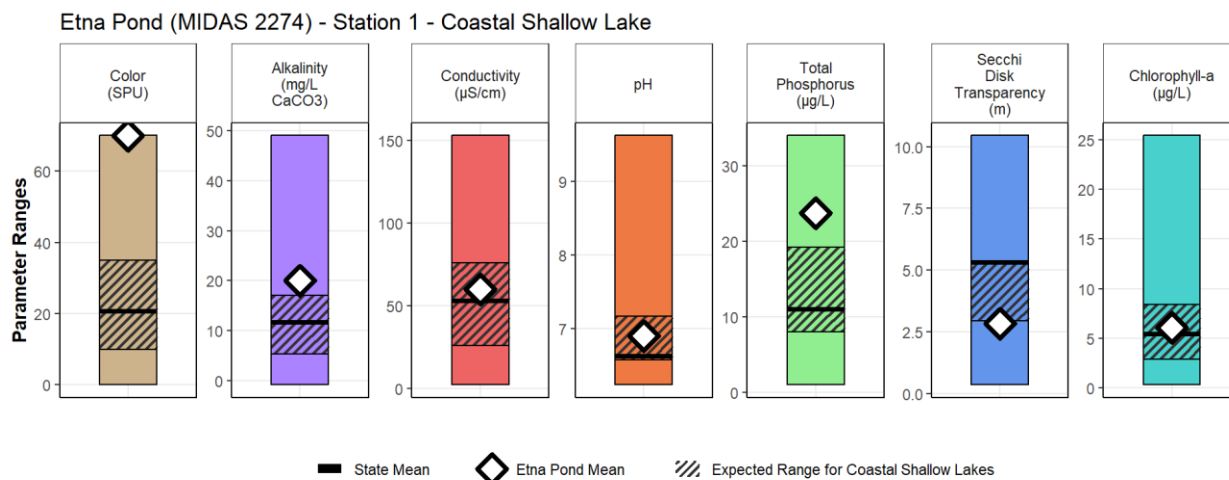 Etna Pond (MIDAS 2274) - Station 1 - Coastal Shallow Lake
Color
(SPU)
Alkalinity
(mg/L
CaCO3)
Conductivity
(µS/cm)
pH
Total
Phosphorus
(µg/L)
Secchi
Disk
Transparency
(m)
Chlorophyll-a
(µg/L)
Parameter Ranges
60
40
20
0
50
40
30
20
10
0
150
100
50
0
9
8
7
30
20
10
0
10.0
7.5
5.0
2.5
0.0
25
20
15
10
5
0
State Mean
Etna Pond Mean
Expected Range for Coastal Shallow Lakes